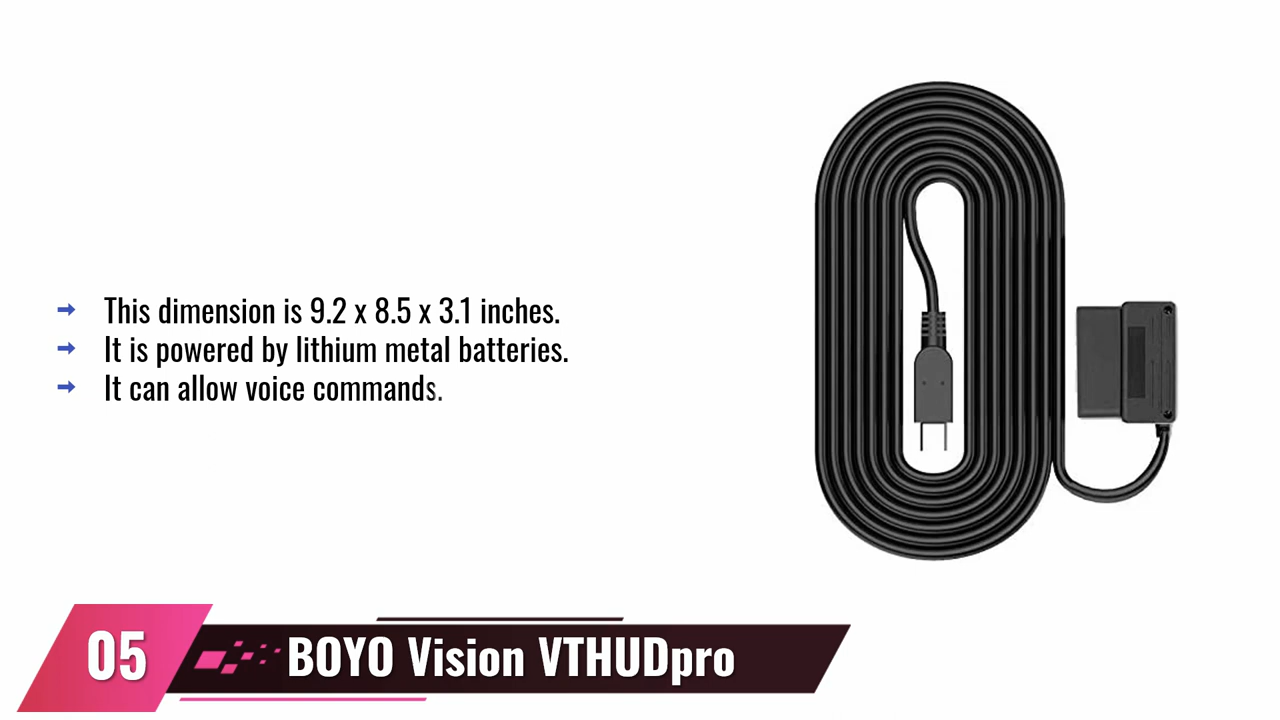 This dimension is 9.2 x 8.5 x 3.1 inches.
It is powered by lithium metal batteries.
It can allow voice commands.
05
BOYO Vision VTHUDpro